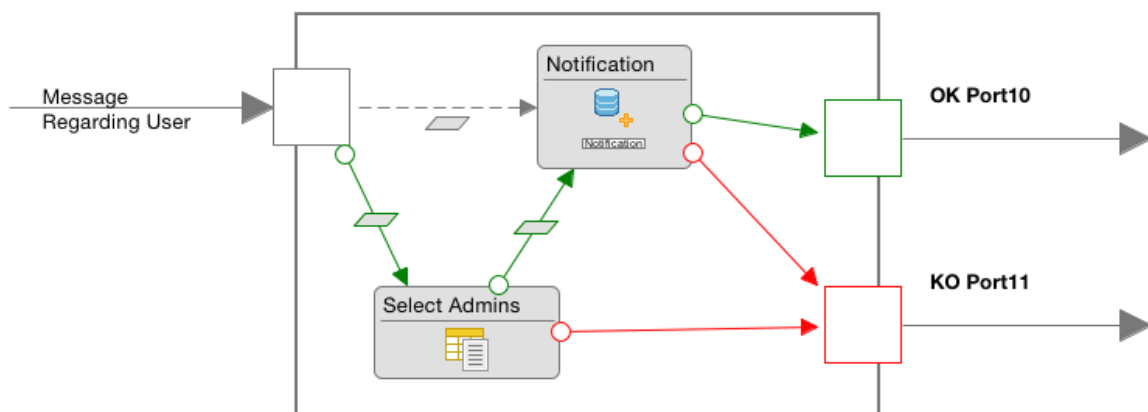 Message
Regarding User
Notification
Notification
OK Port10
Select Admins
KO Port11